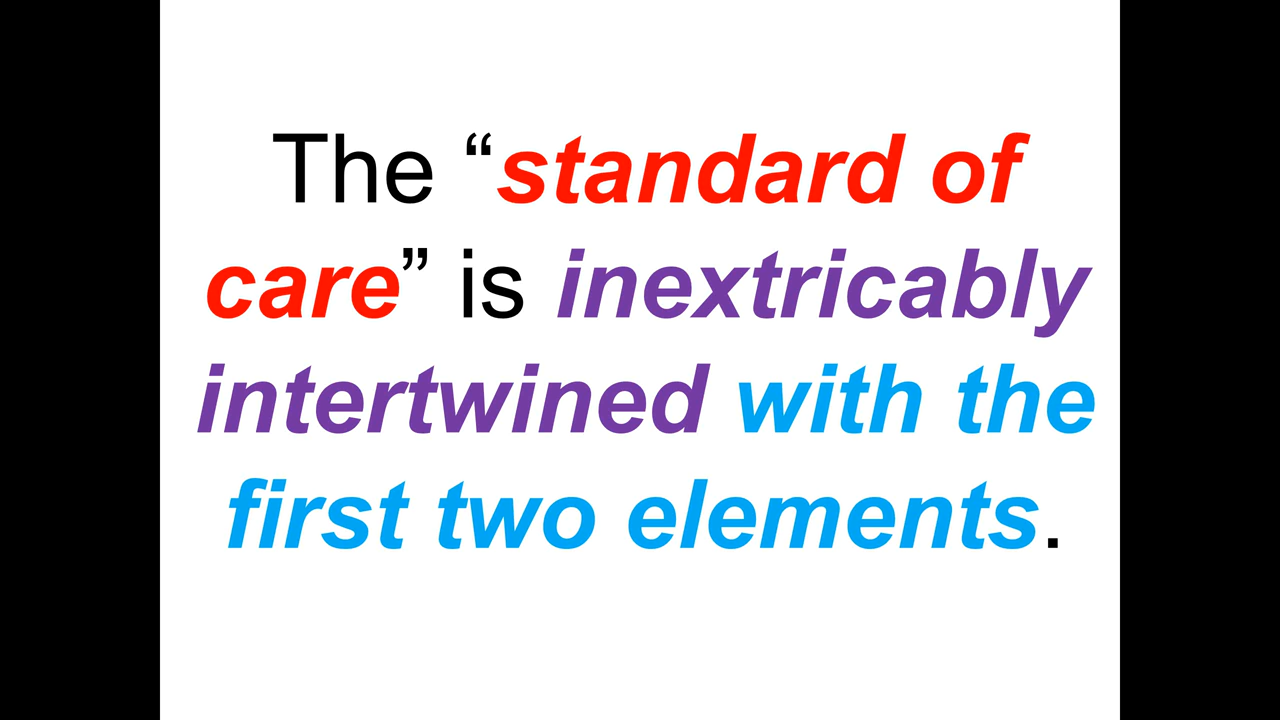 The “standard of
care” is inextricably
intertwined with the
first two elements.